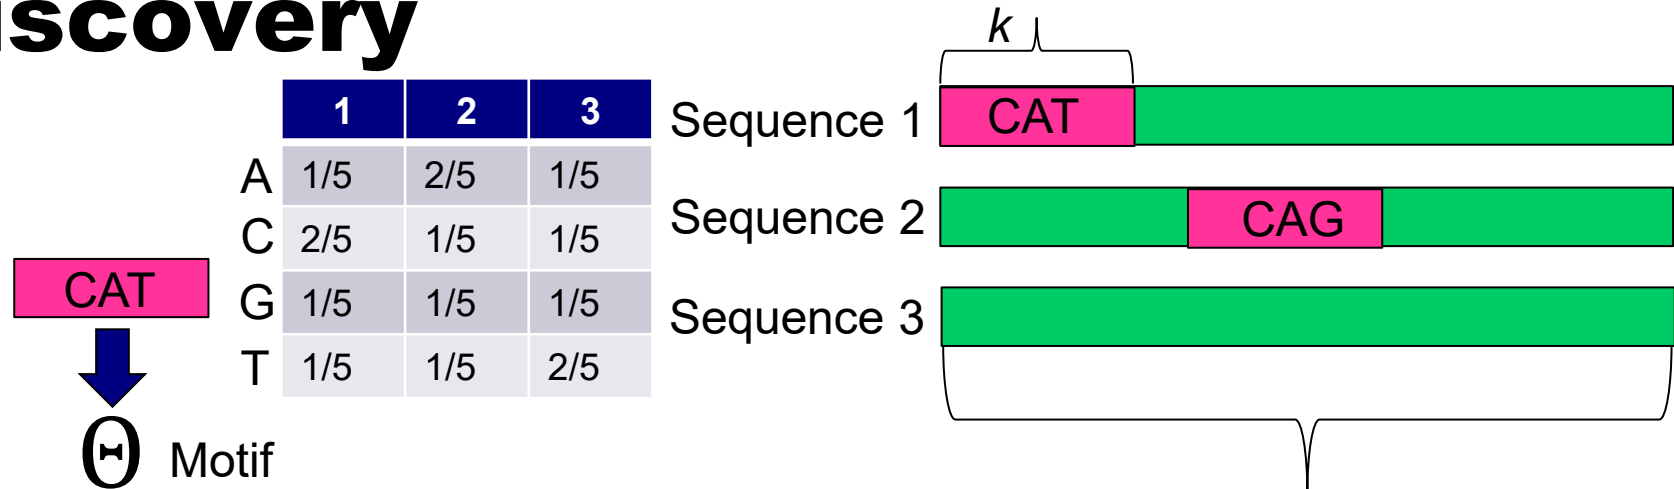 iscovery
k
1 2 3
A 1/5 2/5 1/5
C 2/5 1/5 1/5
G 1/5 1/5 1/5
T 1/5 1/5 2/5
CAT
Θ Motif
Sequence 1 CAT
Sequence 2 CAG
Sequence 3